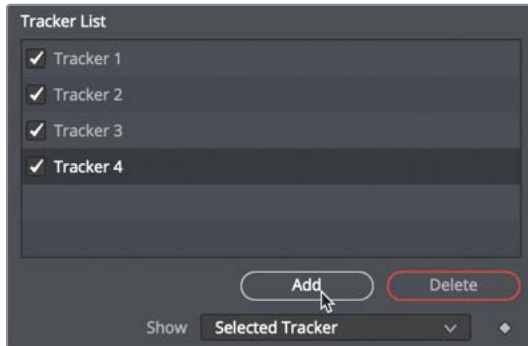 Tracker List
Tracker 1
Tracker 2
Tracker 3
Tracker 4
Add Delete
Show Selected Tracker